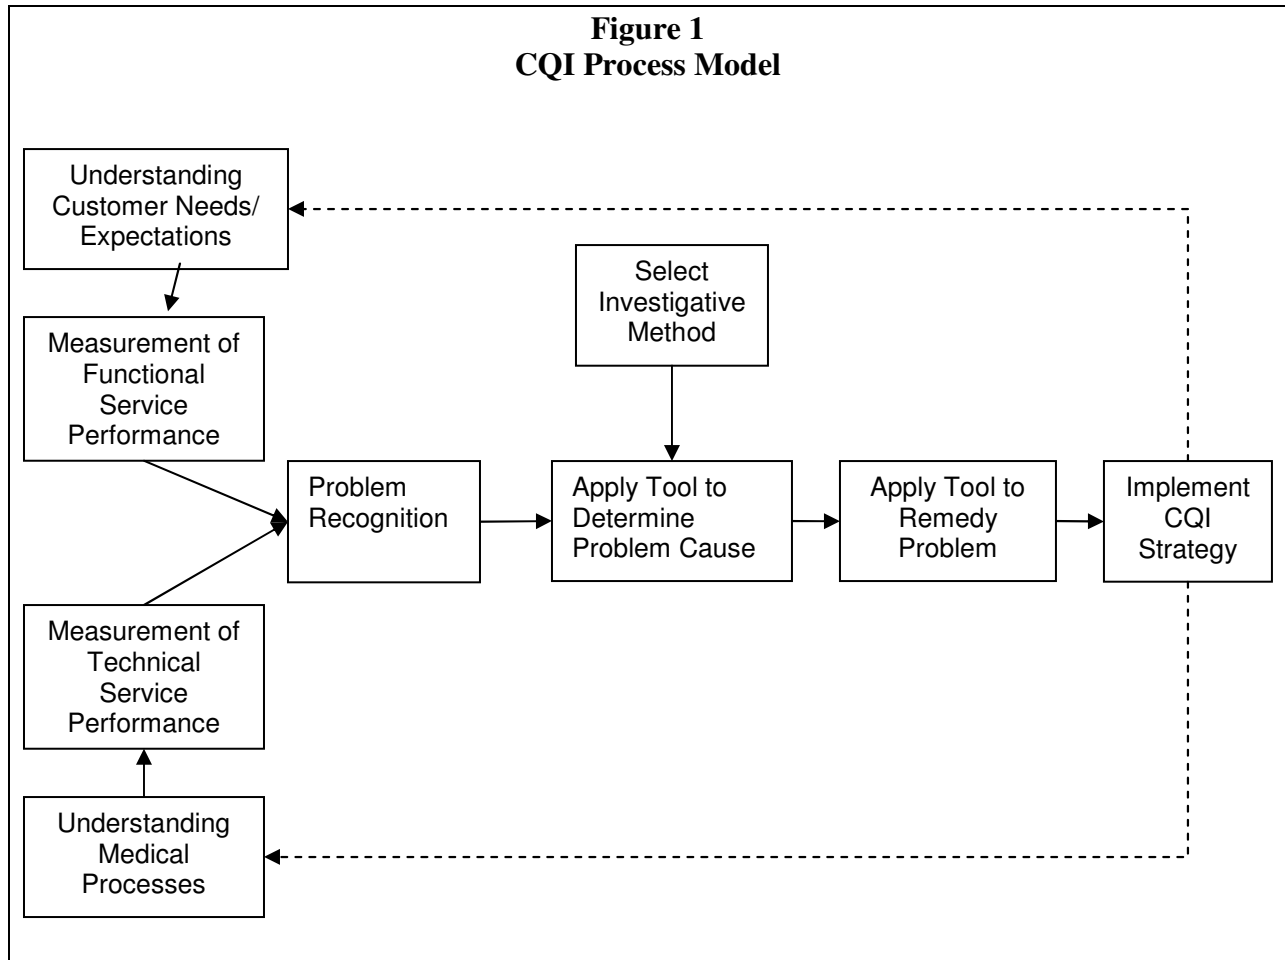 Figure 1
CQI Process Model
Understanding
Customer Needs/
Expectations
Select
Investigative
Method
Measurement of
Functional
Service
Performance
Problem
Recognition
Apply Tool to
Determine
Problem Cause
Apply Tool to
Remedy
Problem
Implement
CQI
Strategy
Measurement of
Technical
Service
Performance
Understanding
Medical
Processes